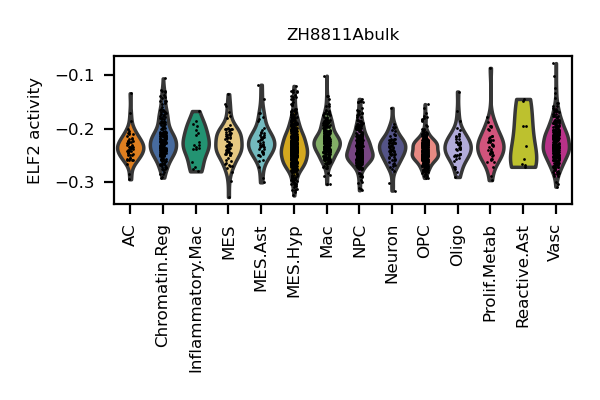 ZH8811Abulk
ELF2 activity
−0.1
−0.2
−0.3
AC
Chromatin.Reg
Inflammatory.Mac
MES
MES.Ast
MES.Hyp
Mac
NPC
Neuron
OPC
Oligo
Prolif.Metab
Reactive.Ast
Vasc